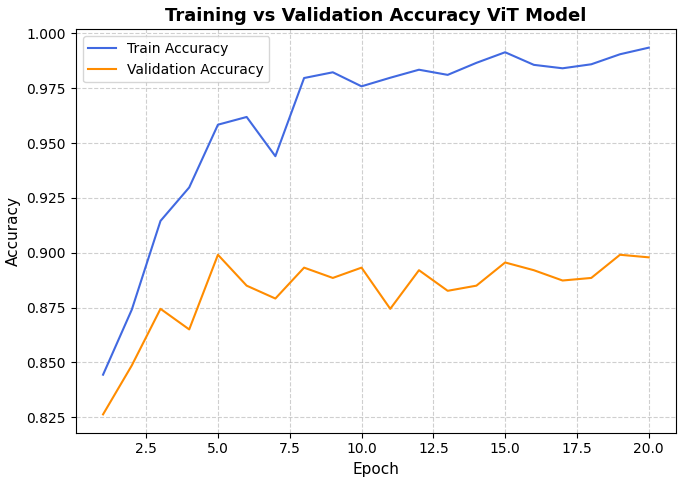 Training vs Validation Accuracy ViT Model
Train Accuracy
Validation Accuracy
1.000
0.975
0.950
0.925
0.900
0.875
0.850
0.825
Accuracy
2.5 5.0 7.5 10.0 12.5 15.0 17.5 20.0
Epoch